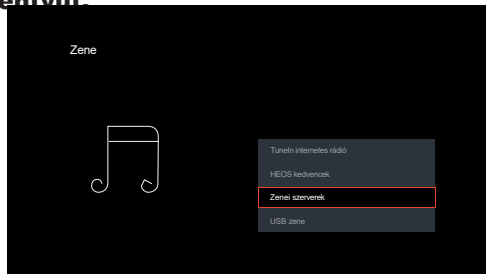 Zene
TuneIn internetes rádió
HEOS kedvencek
Zenei szerverek
USB zene